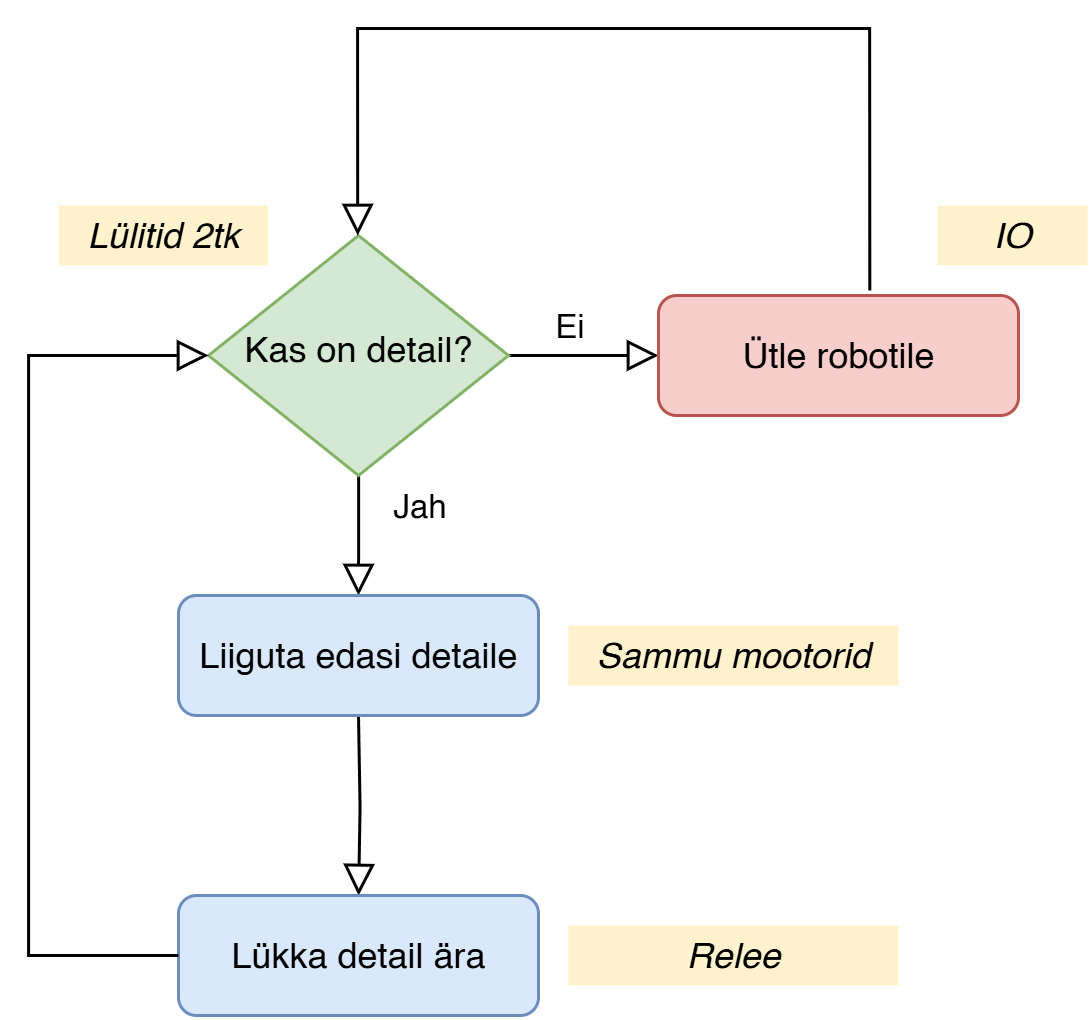 Lülitid 2tk
IO
Kas on detail?
Ei
Ütle robotile
Jah
Liiguta edasi detaile
Sammu mootorid
Lükka detail ära
Relee